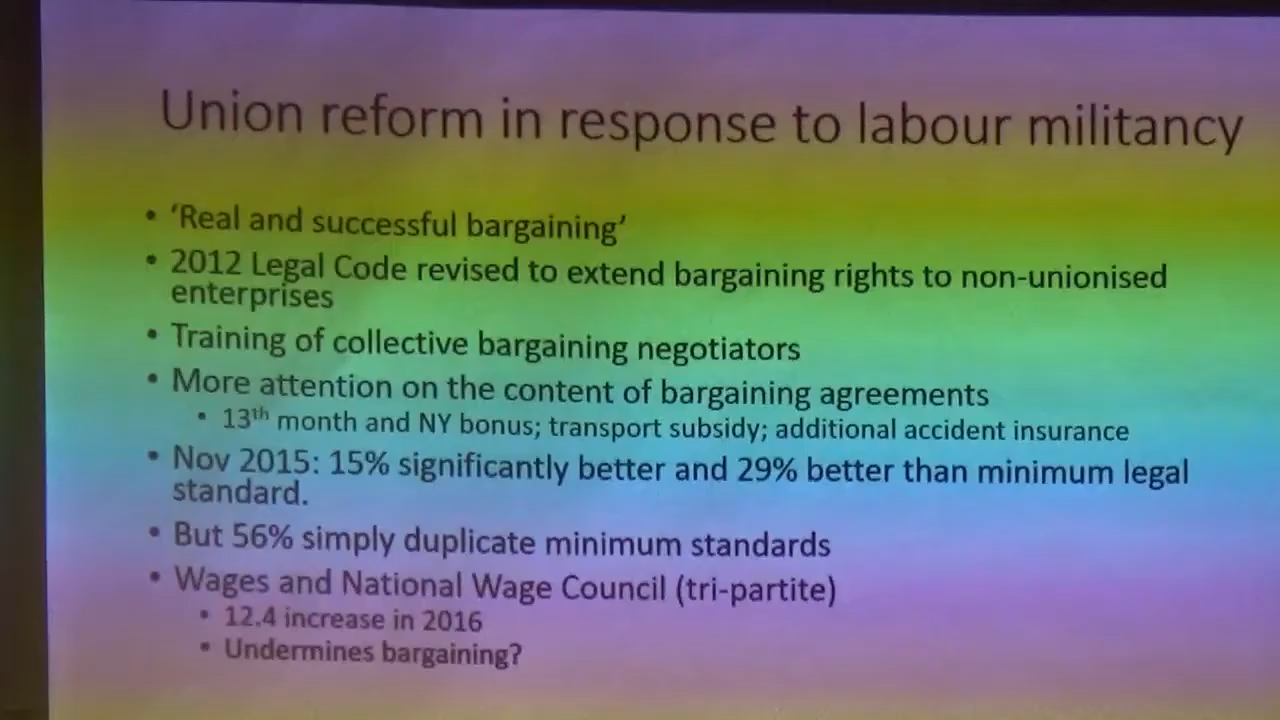 Union reform in response to labour militancy
• 'Real and successful bargaining'
• 2012 Legal Code revised to extend bargaining rights to non-unionised
enterprises
• Training of collective bargaining negotiators
• More attention on the content of bargaining agreements
• 13th month and NY bonus; transport subsidy; additional accident insurance
• Nov 2015: 15% significantly better and 29% better than minimum legal
standard.
• But 56% simply duplicate minimum standards
• Wages and National Wage Council (tri-partite)
• 12.4 increase in 2016
• Undermines bargaining?